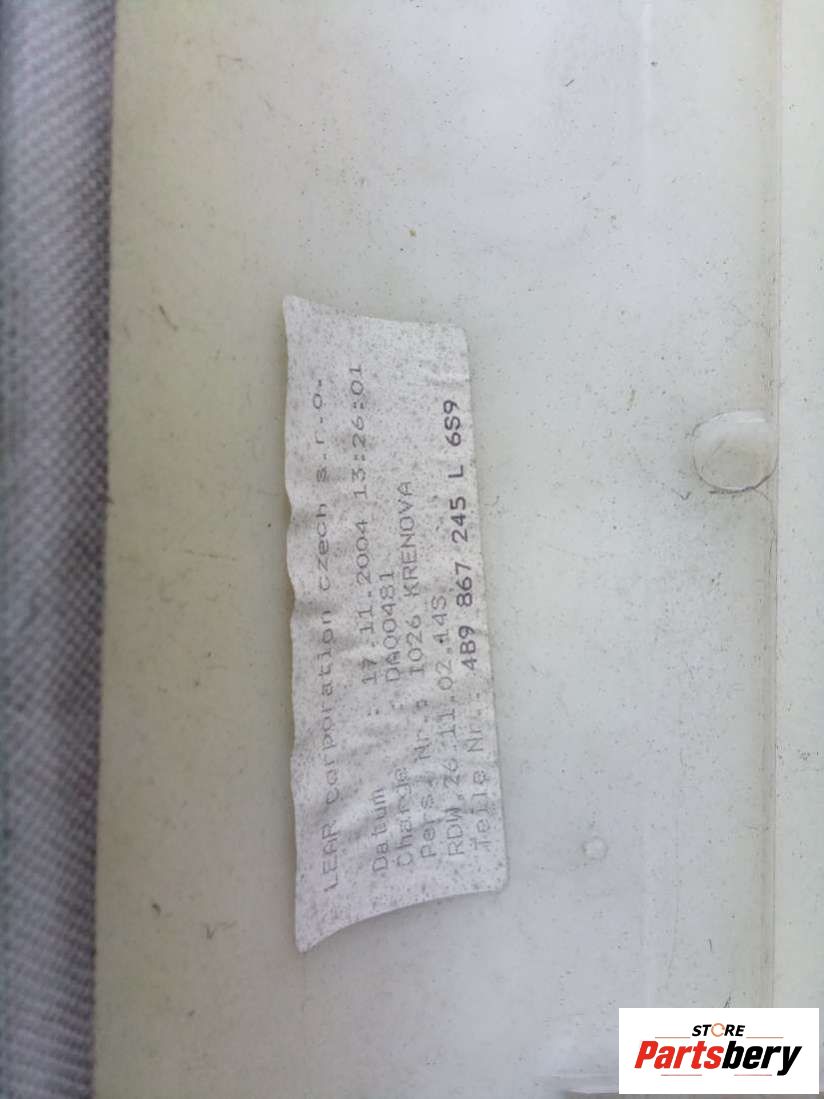 LEAR corporation czech s.r.o.
Datum : 17.11.2004 13:26:01
Charge : DA00481
Pers. Nr.: 1026 KRENOVA
RDW,26.11.02.14S
Teile Nr.: 4B9 867 245 L 6S9
STORE
Partsbery